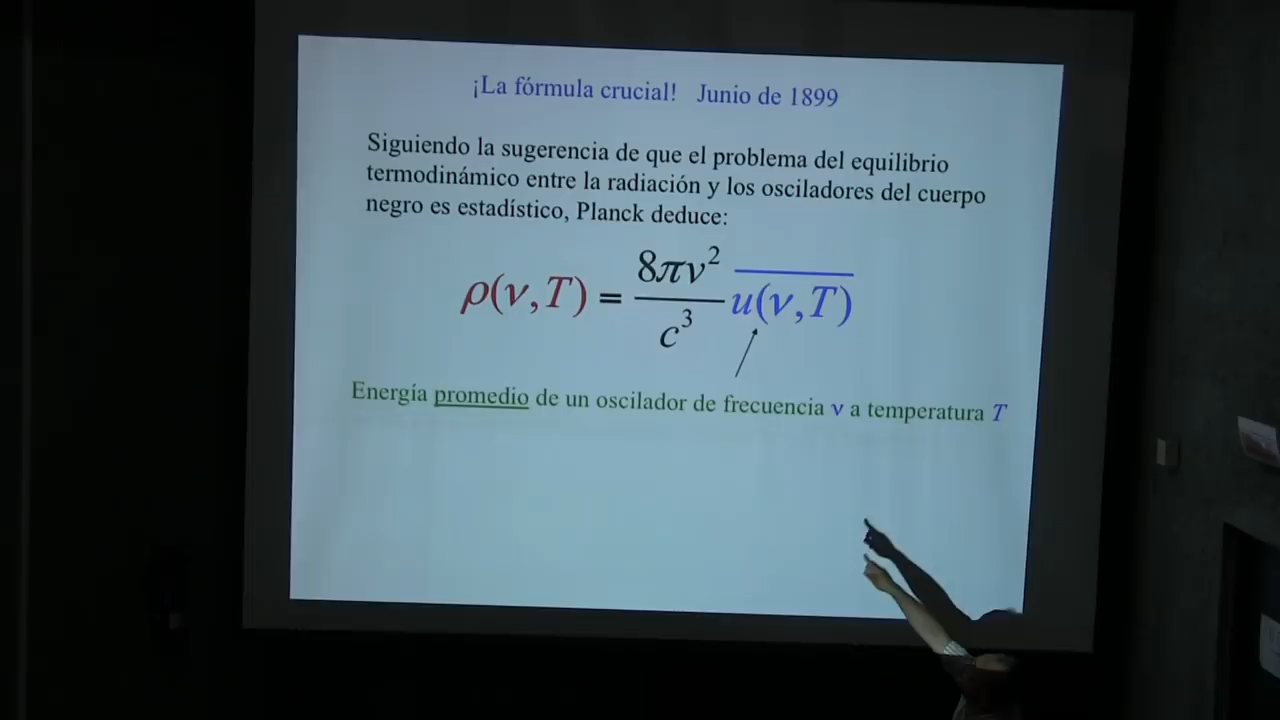 ¡La fórmula crucial! Junio de 1899
Siguiendo la sugerencia de que el problema del equilibrio
termodinámico entre la radiación y los osciladores del cuerpo
negro es estadístico, Planck deduce:
ρ(ν,T) = \frac{8πν²}{c³} \overline{u(ν,T)}
Energía promedio de un oscilador de frecuencia ν a temperatura T